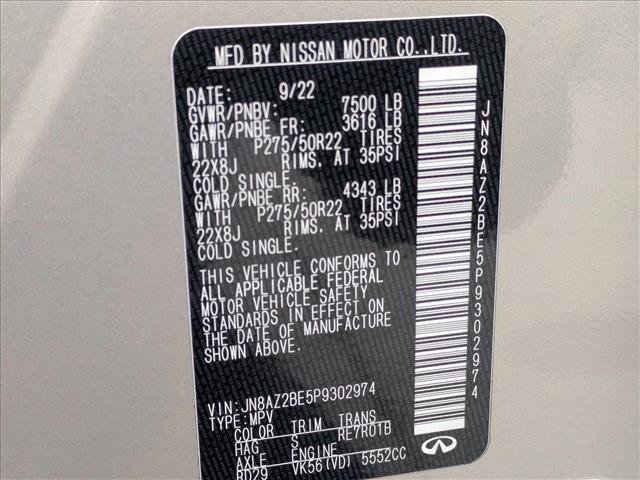 MFD BY NISSAN MOTOR CO.,LTD.
DATE: 9/22
GVWR/PNBV: 7500 LB
GAWR/PNBE FR: 3616 LB
WITH P275/50R22 TIRES
22X8J RIMS. AT 35PSI
COLD SINGLE.
GAWR/PNBE RR: 4343 LB
WITH P275/50R22 TIRES
22X8J RIMS. AT 35PSI
COLD SINGLE.
THIS VEHICLE CONFORMS TO
ALL APPLICABLE FEDERAL
MOTOR VEHICLE SAFETY
STANDARDS IN EFFECT ON
THE DATE OF MANUFACTURE
SHOWN ABOVE.
VIN:JN8AZ2BE5P9302974
TYPE:MPV
COLOR TRIM TRANS
HAG S RE7R01B
AXLE ENGINE
RD29 VK56(VD) 5552CC
JN8AZ2BE5P9302974
INFINITI